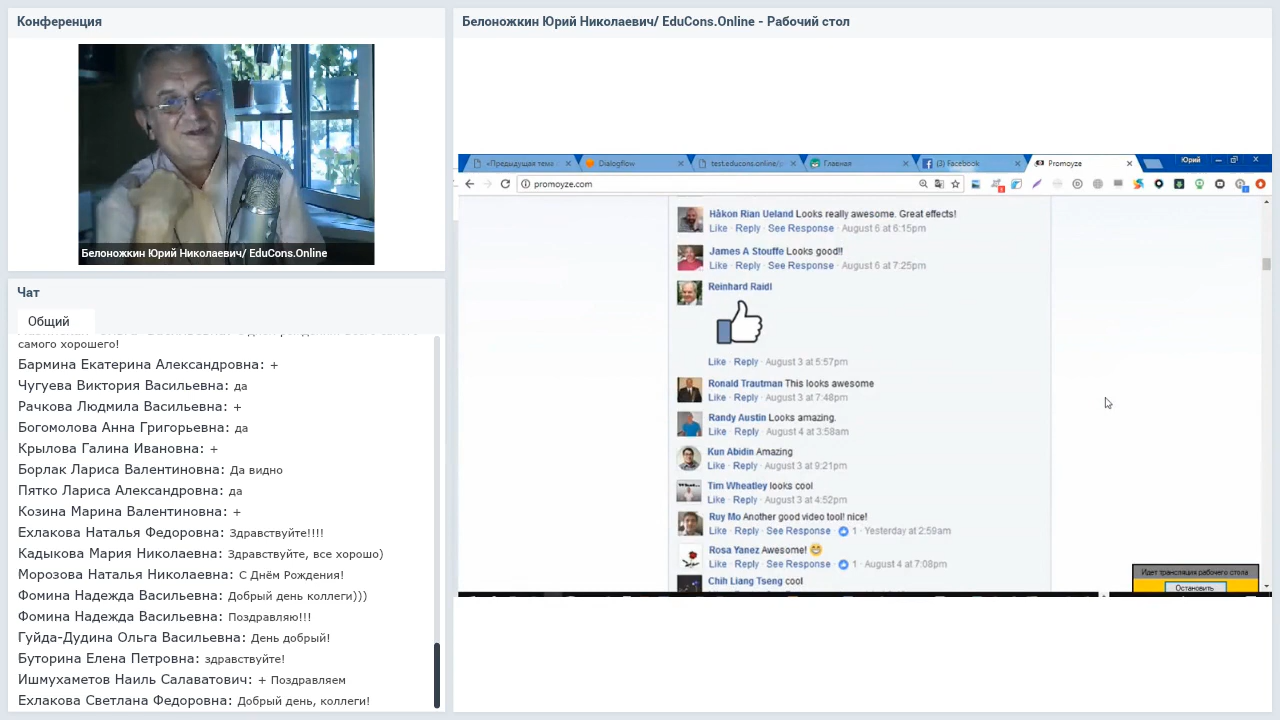 Конференция
Белоножкин Юрий Николаевич/ EduCons.Online
Чат
Общий
самого хорошего!
Бармина Екатерина Александровна: +
Чугуева Виктория Васильевна: да
Рачкова Людмила Васильевна: +
Богомолова Анна Григорьевна: да
Крылова Галина Ивановна: +
Борлак Лариса Валентиновна: Да видно
Пятко Лариса Александровна: да
Козина Марина Валентиновна: +
Ехлакова Наталья Федоровна: Здравствуйте!!!!
Кадыкова Мария Николаевна: Здравствуйте, все хорошо)
Морозова Наталья Николаевна: С Днём Рождения!
Фомина Надежда Васильевна: Добрый день коллеги)))
Фомина Надежда Васильевна: Поздравляю!!!
Гуйда-Дудина Ольга Васильевна: День добрый!
Буторина Елена Петровна: здравствуйте!
Ишмухаметов Наиль Салаватович: + Поздравляем
Ехлакова Светлана Федоровна: Добрый день, коллеги!
Белоножкин Юрий Николаевич/ EduCons.Online - Рабочий стол
«Предыдущая тема Dialogflow test.educons.online/ Главная (3) Facebook Promoyze Юрий
promoyze.com
Håkon Rian Ueland Looks really awesome. Great effects!
Like · Reply · See Response · August 6 at 6:15pm
James A Stouffe Looks good!!
Like · Reply · See Response · August 6 at 7:25pm
Reinhard Raidl
Like · Reply · August 3 at 5:57pm
Ronald Trautman This looks awesome
Like · Reply · August 3 at 7:48pm
Randy Austin Looks amazing.
Like · Reply · August 4 at 3:58am
Kun Abidin Amazing
Like · Reply · August 3 at 9:21pm
Tim Wheatley looks cool
Like · Reply · August 3 at 4:52pm
Ruy Mo Another good video tool! nice!
Like · Reply · See Response · 1 · Yesterday at 2:59am
Rosa Yanez Awesome!
Like · Reply · See Response · 1 · August 4 at 7:08pm
Chih Liang Tseng cool
Идет трансляция рабочего стола
Остановить